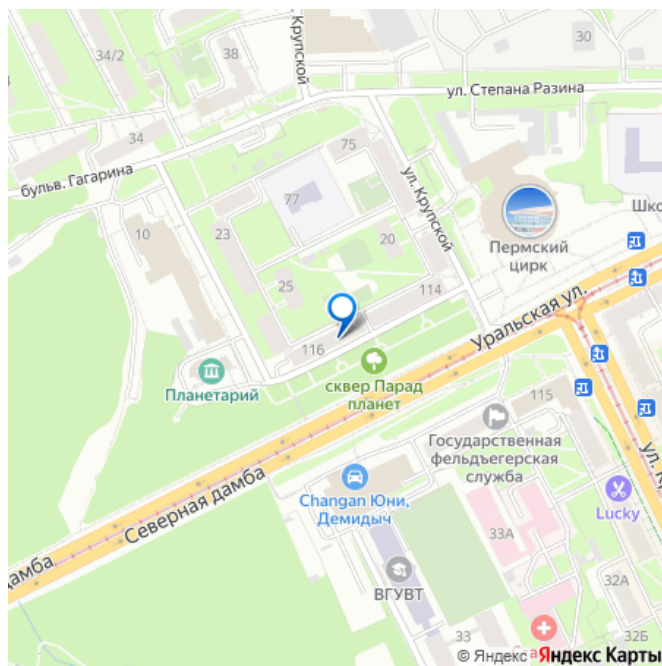 34/2
38
ул. Крупской
30
ул. Степана Разина
34
75
бульв. Гагарина
77
ул. Крупской
Шко
10
23
20
Пермский
цирк
25
114
Уральская ул.
116
Планетарий
сквер Парад
планет
115
Государственная
фельдъегерская
служба
Северная дамба
Changan Юни,
Демидыч
Lucky
33А
дамба
ВГУВТ
32А
33
32Б
© Яндекс
Яндекс Карты